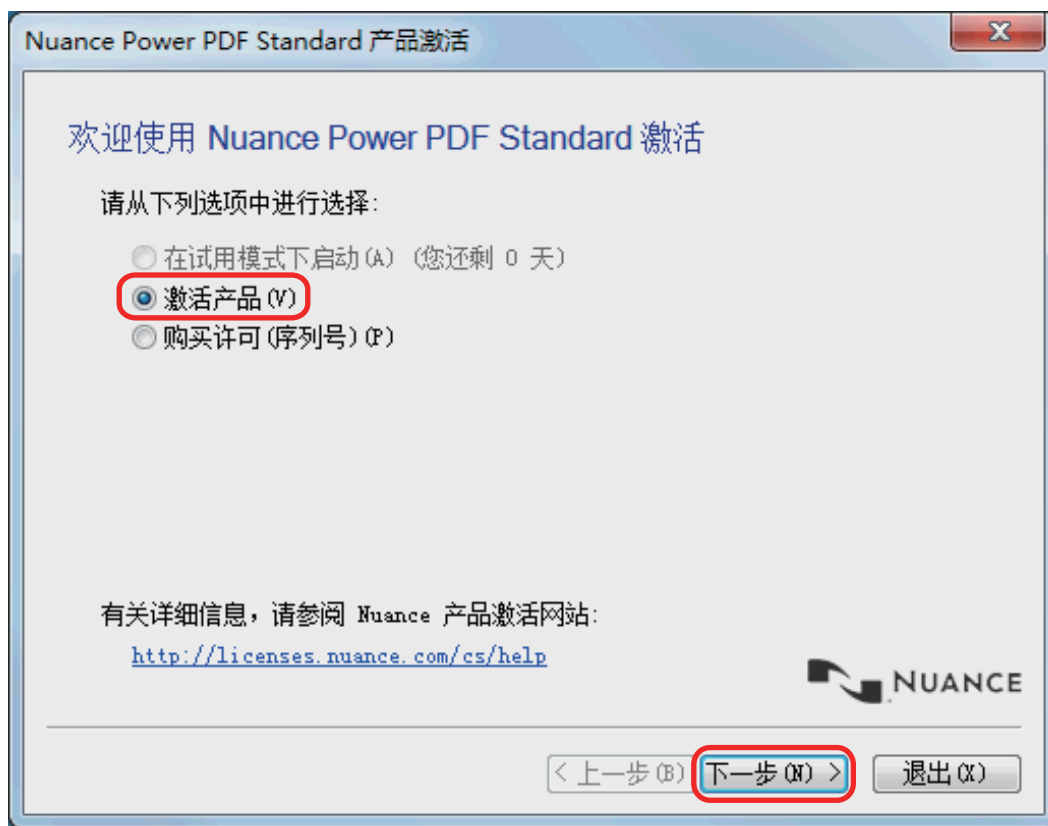 Nuance Power PDF Standard 产品激活
欢迎使用 Nuance Power PDF Standard 激活
请从下列选项中进行选择:
在试用模式下启动(A) (您还剩 0 天)
激活产品(V)
购买许可(序列号)(P)
有关详细信息，请参阅 Nuance 产品激活网站:
http://licenses.nuance.com/cs/help
NUANCE
< 上一步(B) 下一步(N) > 退出(X)